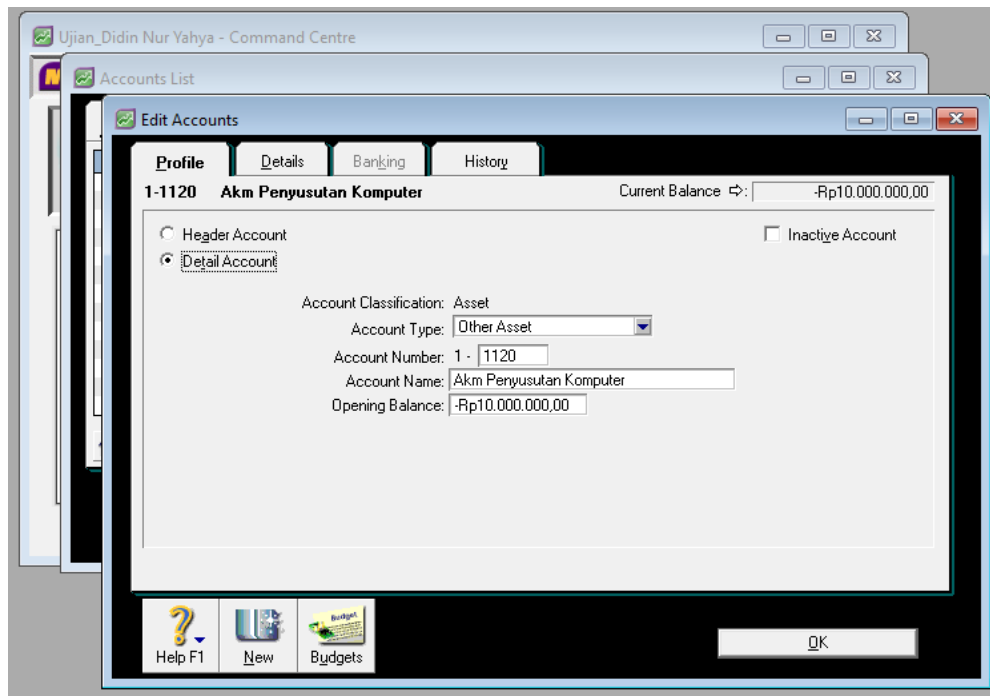 Ujian_Didin Nur Yahya - Command Centre
Accounts List
Edit Accounts
Profile Details Banking History
1-1120 Akm Penyusutan Komputer Current Balance ⇨: -Rp10.000.000,00
Header Account Inactive Account
Detail Account
Account Classification: Asset
Account Type: Other Asset
Account Number: 1 - 1120
Account Name: Akm Penyusutan Komputer
Opening Balance: -Rp10.000.000,00
Budget
Help F1 New Budgets OK